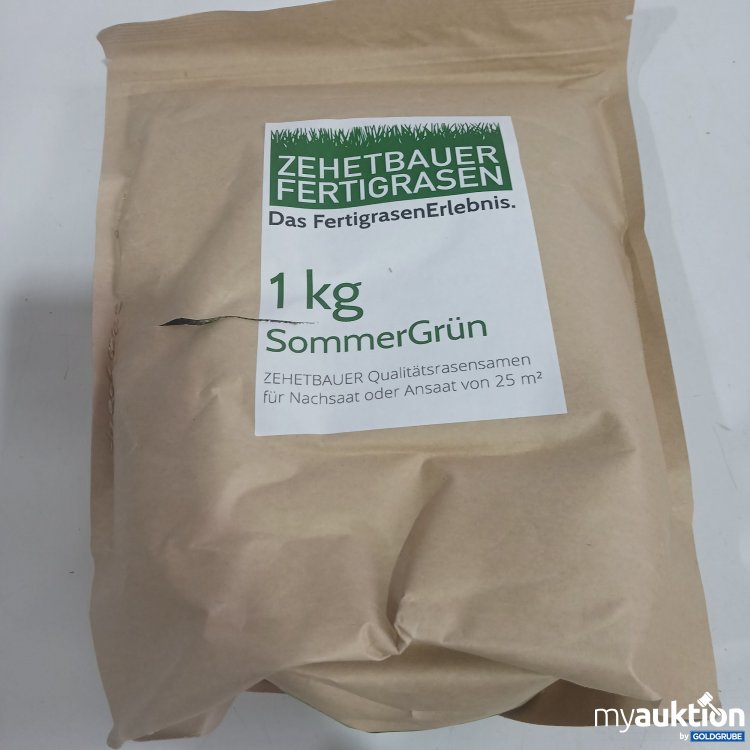 ZEHETBAUER
FERTIGRASEN
Das FertigrasenErlebnis.
1 kg
SommerGrün
ZEHETBAUER Qualitätsrasensamen
für Nachsaat oder Ansaat von 25 m²
myauktion
by GOLDGRUBE